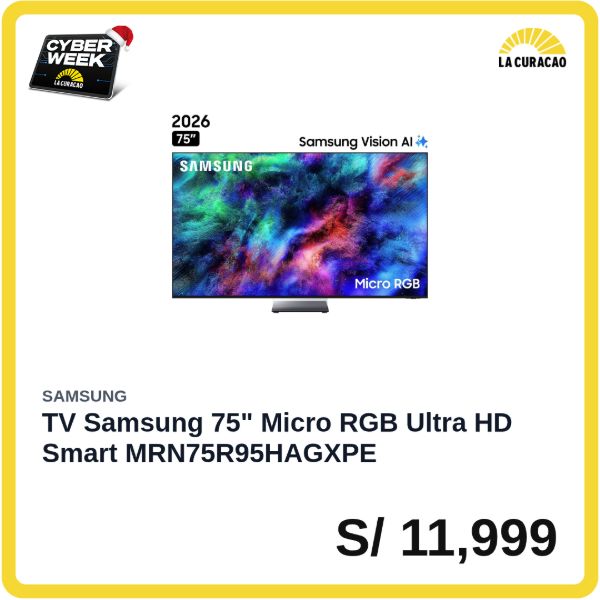 CYBER
WEEK
LA CURACAO
LA CURACAO
2026
75"
Samsung Vision AI
SAMSUNG
Micro RGB
SAMSUNG
TV Samsung 75" Micro RGB Ultra HD
Smart MRN75R95HAGXPE
S/ 11,999